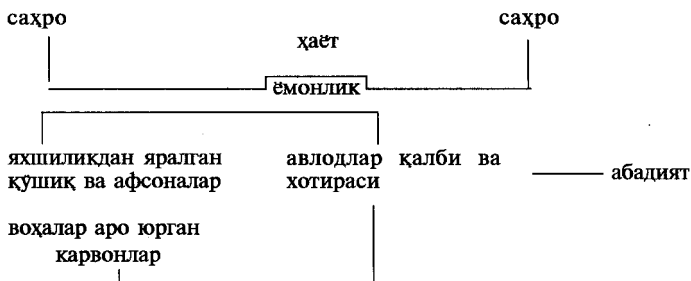 саҳро
саҳро
ҳаёт
ёмонлик
яхшиликдан яралган
қўшиқ ва афсоналар
авлодлар қалби ва
хотираси
абадият
воҳалар аро юрган
карвонлар